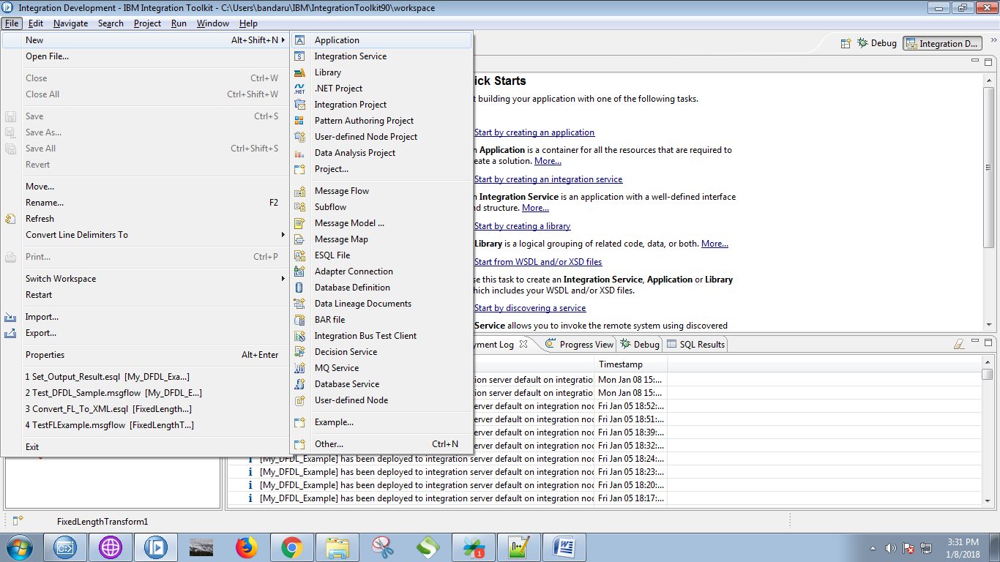 Integration Development - IBM Integration Toolkit - C:\Users\bandaru\IBM\IntegrationToolkit90\workspace
File Edit Navigate Search Project Run Window Help
New Alt+Shift+N
Open File...
Close Ctrl+W
Close All Ctrl+Shift+W
Save Ctrl+S
Save As...
Save All Ctrl+Shift+S
Revert
Move...
Rename... F2
Refresh
Convert Line Delimiters To
Print... Ctrl+P
Switch Workspace
Restart
Import...
Export...
Properties Alt+Enter
1 Set_Output_Result.esql [My_DFDL_Exa...]
2 Test_DFDL_Sample.msgflow [My_DFDL_E...]
3 Convert_FL_To_XML.esql [FixedLength...]
4 TestFLExample.msgflow [FixedLengthT...]
Exit
Application
Integration Service
Library
.NET Project
Integration Project
Pattern Authoring Project
User-defined Node Project
Data Analysis Project
Project...
Message Flow
Subflow
Message Model ...
Message Map
ESQL File
Adapter Connection
Database Definition
Data Lineage Documents
BAR file
Integration Bus Test Client
Decision Service
MQ Service
Database Service
User-defined Node
Example...
Other... Ctrl+N
Debug Integration D...
ick Starts
t building your application with one of the following tasks.
Start by creating an application
n Application is a container for all the resources that are required to
eate a solution. More...
Start by creating an integration service
n Integration Service is an application with a well-defined interface
nd structure. More...
Start by creating a library
Library is a logical grouping of related code, data, or both. More...
Start from WSDL and/or XSD files
se this task to create an Integration Service, Application or Library
hich includes your WSDL and/or XSD files.
Start by discovering a service
Service allows you to invoke the remote system using discovered
yment Log Progress View Debug SQL Results
Timestamp
ion server default on integratior Mon Jan 08 15:...
server default on integration Mon Jan 08 15:...
erver default on integration noc Fri Jan 05 18:52:...
erver default on integration noc Fri Jan 05 18:51:...
erver default on integration noc Fri Jan 05 18:39:...
erver default on integration noc Fri Jan 05 18:32:...
[My_DFDL_Example] has been deployed to integration server default on integration noc Fri Jan 05 18:24:...
[My_DFDL_Example] has been deployed to integration server default on integration noc Fri Jan 05 18:23:...
[My_DFDL_Example] has been deployed to integration server default on integration noc Fri Jan 05 18:20:...
[My_DFDL_Example] has been deployed to integration server default on integration noc Fri Jan 05 18:17:...
FixedLengthTransform1
3:31 PM
1/8/2018